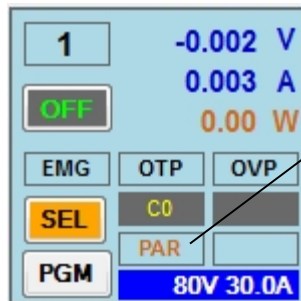 1 -0.002 V
0.003 A
OFF 0.00 W
EMG OTP OVP
SEL C0
PAR
PGM 80V 30.0A